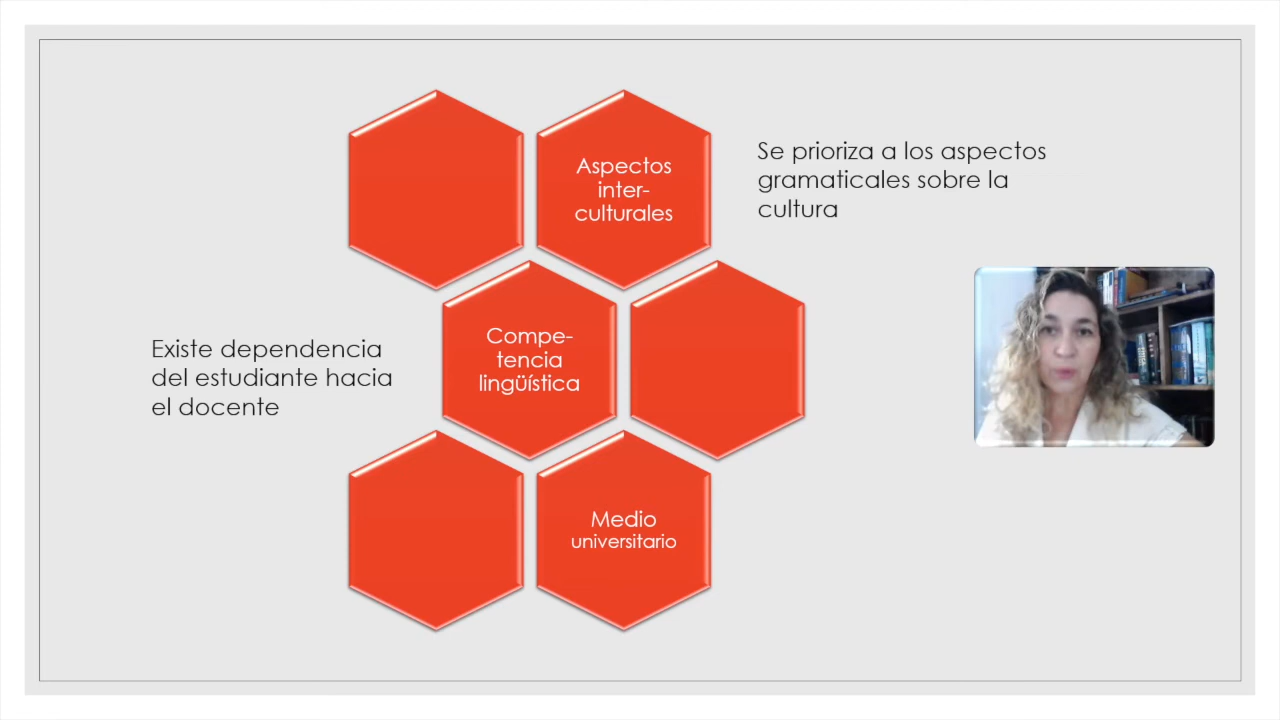 Aspectos
inter-
culturales
Se prioriza a los aspectos
gramaticales sobre la
cultura
Compe-
tencia
lingüística
Existe dependencia
del estudiante hacia
el docente
Medio
universitario